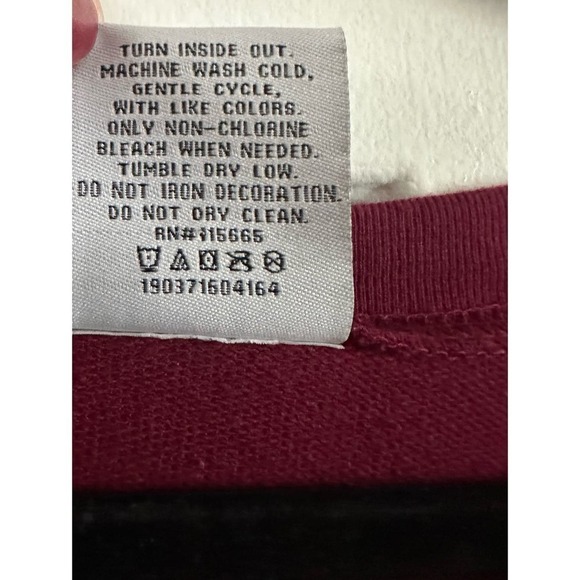 TURN INSIDE OUT.
MACHINE WASH COLD,
GENTLE CYCLE,
WITH LIKE COLORS.
ONLY NON-CHLORINE
BLEACH WHEN NEEDED.
TUMBLE DRY LOW.
DO NOT IRON DECORATION.
DO NOT DRY CLEAN.
RN#115665
190371604164